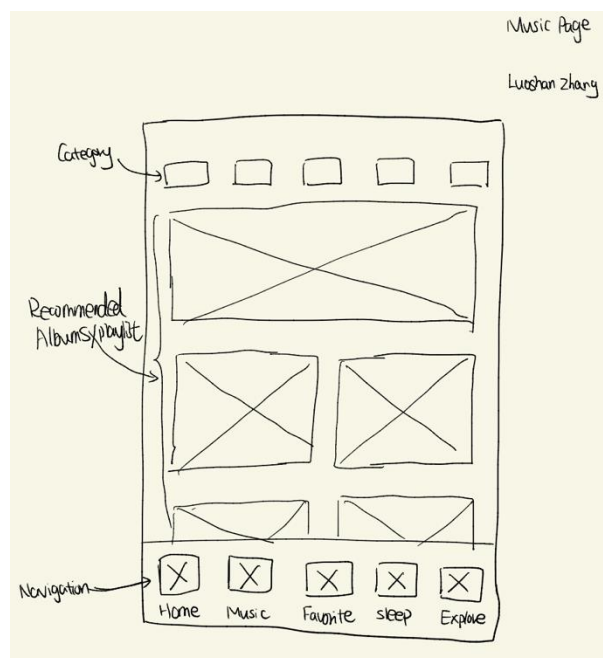 Music Page
Luoshan Zhang
Category
Recommended
Albums/playlist
Navigation
Home
Music
Favorite
sleep
Explore